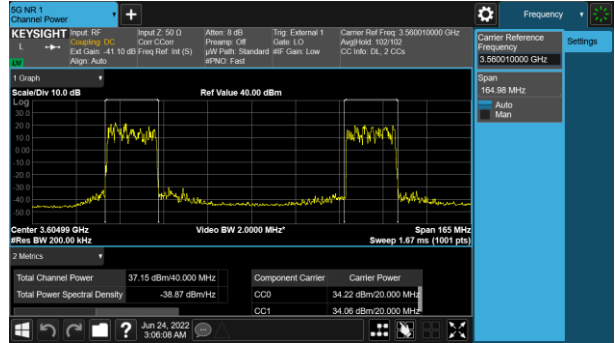 5G NR 1
Channel Power
Frequency
KEYSIGHT
L
Input: RF
Coupling: DC
Ext Gain: -41.10 dB
Align: Auto
Input Z: 50 Ω
Corr CCorr
Freq Ref: Int (S)
Atten: 8 dB
Preamp: Off
µW Path: Standard
#PNO: Fast
Trig: External 1
Gate: LO
#IF Gain: Low
Carrier Ref Freq: 3.560010000 GHz
Avg|Hold: 102/102
CC Info: DL, 2 CCs
Carrier Reference
Frequency
3.560010000 GHz
Settings
Span
164.98 MHz
Auto
Man
1 Graph
Scale/Div 10.0 dB
Ref Value 40.00 dBm
Log
30.0
20.0
10.0
0.00
-10.0
-20.0
-30.0
-40.0
-50.0
Center 3.60499 GHz
#Res BW 200.00 kHz
Video BW 2.0000 MHz*
Span 165 MHz
Sweep 1.67 ms (1001 pts)
2 Metrics
Total Channel Power
37.15 dBm/40.000 MHz
Total Power Spectral Density
-38.87 dBm/Hz
Component Carrier
Carrier Power
CC0
34.22 dBm/20.000 MHz
CC1
34.06 dBm/20.000 MHz
?
Jun 24, 2022
3:06:08 AM